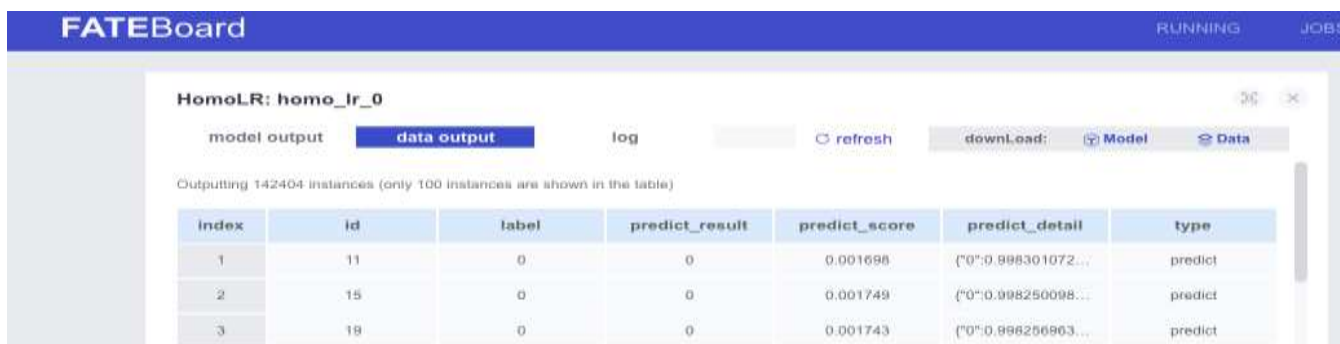 FATEBoard RUNNING JOBS
HomoLR: homo_lr_0
model output data output log refresh downLoad: Model Data
Outputting 142404 instances (only 100 instances are shown in the table)
index id label predict_result predict_score predict_detail type
1 11 0 0 0.001698 {"0":0.998301072... predict
2 15 0 0 0.001749 {"0":0.998250098... predict
3 19 0 0 0.001743 {"0":0.998256963... predict